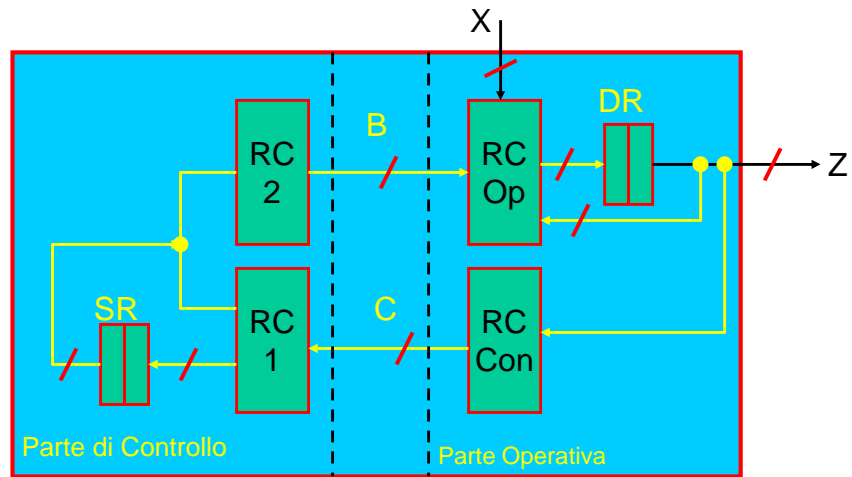 X
DR
B
RC
2
RC
Op
Z
SR
RC
1
C
RC
Con
Parte di Controllo
Parte Operativa